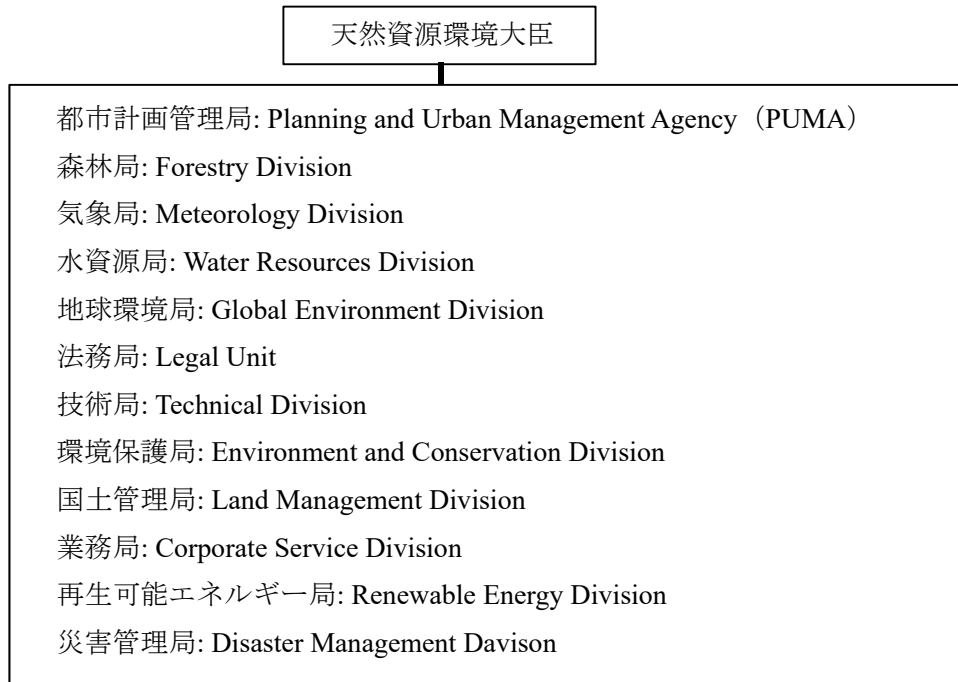 天然資源環境大臣
都市計画管理局: Planning and Urban Management Agency（PUMA）
森林局: Forestry Division
気象局: Meteorology Division
水資源局: Water Resources Division
地球環境局: Global Environment Division
法務局: Legal Unit
技術局: Technical Division
環境保護局: Environment and Conservation Division
国土管理局: Land Management Division
業務局: Corporate Service Division
再生可能エネルギー局: Renewable Energy Division
災害管理局: Disaster Management Davison